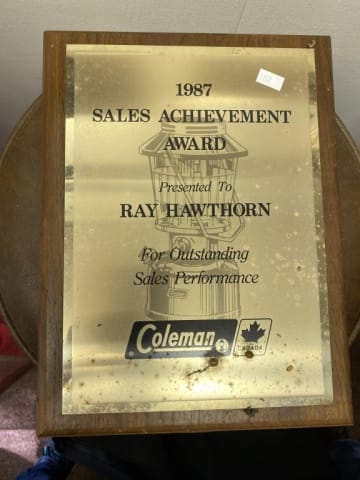 1987
SALES ACHIEVEMENT
AWARD
Presented To
RAY HAWTHORN
For Outstanding
Sales Performance
Coleman
CANADA